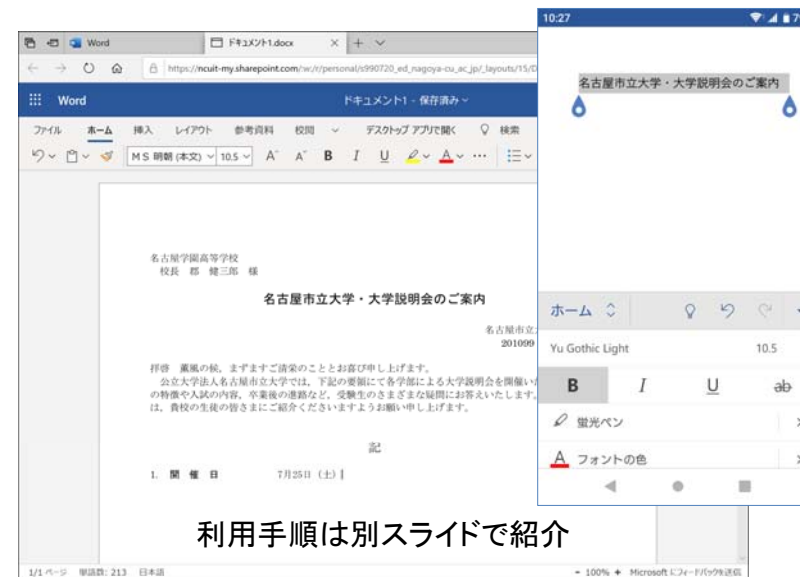 Word
ドキュメント1.docx
https://ncuit-my.sharepoint.com/:w:/r/personal/s990720_ed_nagoya-cu_ac_jp/_layouts/15/D
Word
ドキュメント1 - 保存済み
ファイル ホーム 挿入 レイアウト 参考資料 校閲 デスクトップ アプリで開く 検索
ＭＳ 明朝 (本文) 10.5 A A B I U A
名古屋学園高等学校
校長 郡 健三郎 様
名古屋市立大学・大学説明会のご案内
名古屋市立
201099
拝啓 薫風の候、ますますご清栄のこととお喜び申し上げます。
公立大学法人名古屋市立大学では、下記の要領にて各学部による大学説明会を開催いた
の特徴や入試の内容、卒業後の進路など、受験生のさまざまな疑問にお答えいたします。
は、貴校の生徒の皆さまにご紹介くださいますようお願い申し上げます。
記
1. 開 催 日 7月25日 (土)
利用手順は別スライドで紹介
1/1 ページ 単語数: 213 日本語 - 100% + Microsoft にフィードバックを送信
10:27
名古屋市立大学・大学説明会のご案内
ホーム
Yu Gothic Light 10.5
B I U ab
蛍光ペン
A フォントの色